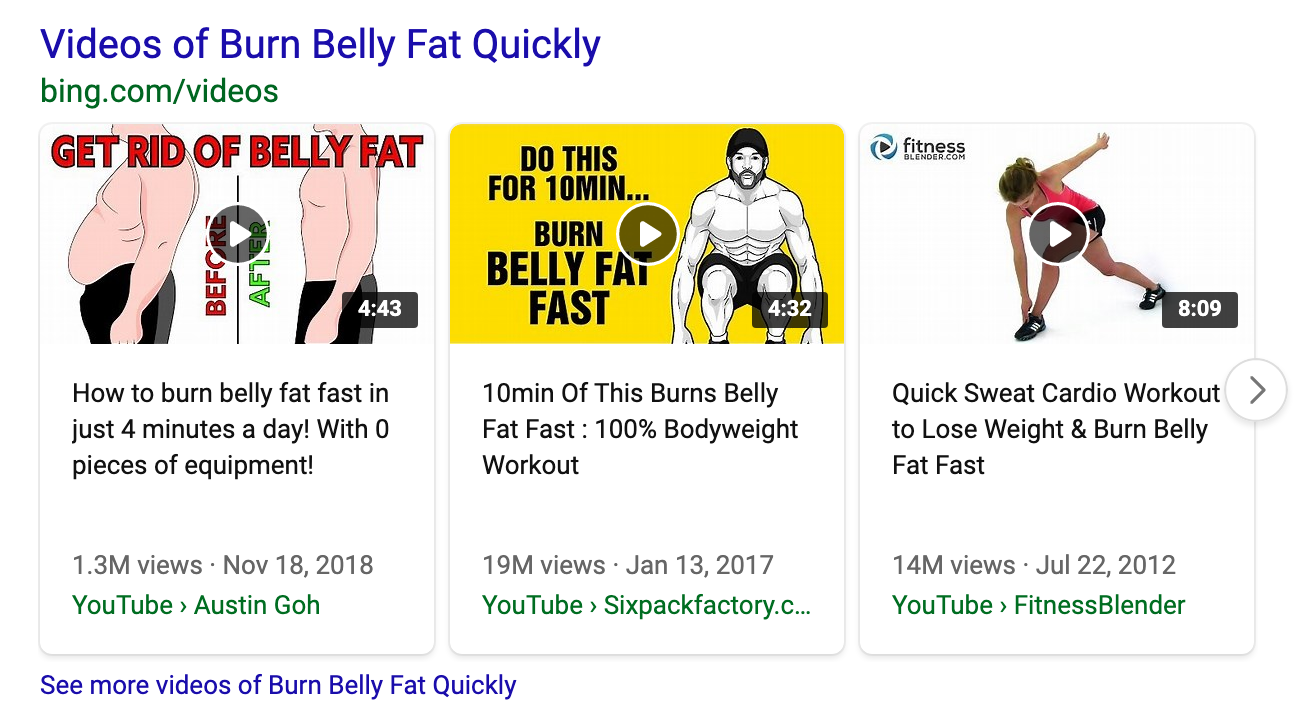 Videos of Burn Belly Fat Quickly
bing.com/videos
GET RID OF BELLY FAT
BEFORE
AFTER
4:43
How to burn belly fat fast in
just 4 minutes a day! With 0
pieces of equipment!
1.3M views · Nov 18, 2018
YouTube › Austin Goh
DO THIS
FOR 10MIN...
BURN
BELLY FAT
FAST
4:32
10min Of This Burns Belly
Fat Fast : 100% Bodyweight
Workout
19M views · Jan 13, 2017
YouTube › Sixpackfactory.c...
fitness
BLENDER.COM
8:09
Quick Sweat Cardio Workout
to Lose Weight & Burn Belly
Fat Fast
14M views · Jul 22, 2012
YouTube › FitnessBlender
See more videos of Burn Belly Fat Quickly